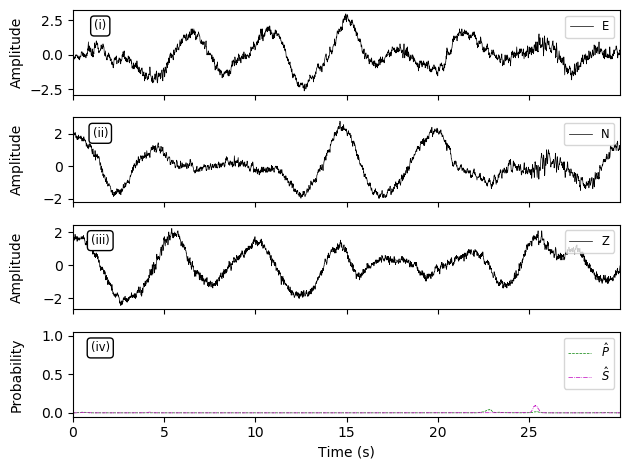 Amplitude
2.5
0.0
−2.5
(i)
E
Amplitude
2
0
−2
(ii)
N
Amplitude
2
0
−2
(iii)
Z
Probability
1.0
0.5
0.0
(iv)
P̂
Ŝ
0 5 10 15 20 25
Time (s)